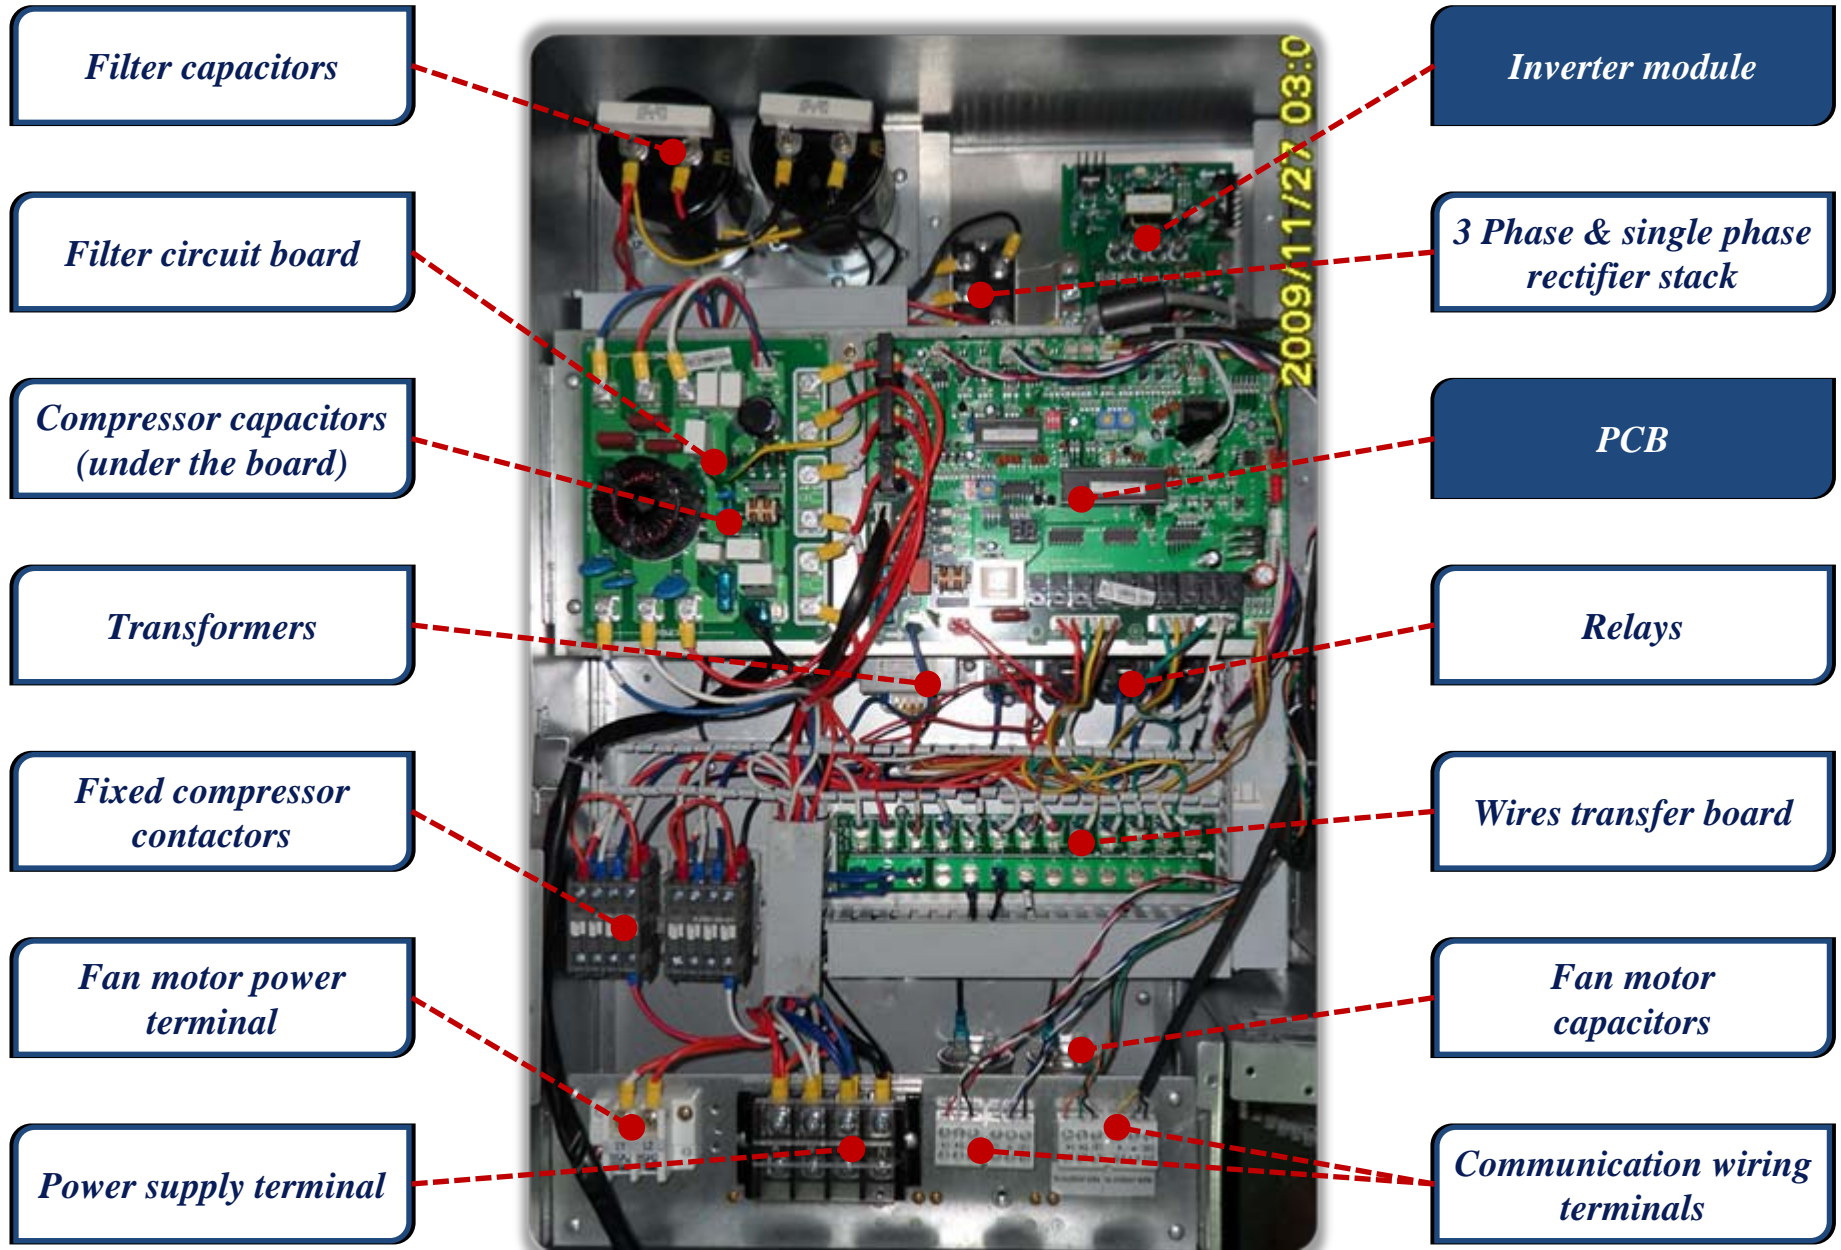 Filter capacitors
Filter circuit board
Compressor capacitors
(under the board)
Transformers
Fixed compressor
contactors
Fan motor power
terminal
Power supply terminal
Inverter module
3 Phase & single phase
rectifier stack
PCB
Relays
Wires transfer board
Fan motor
capacitors
Communication wiring
terminals
2009/11/27 03:0